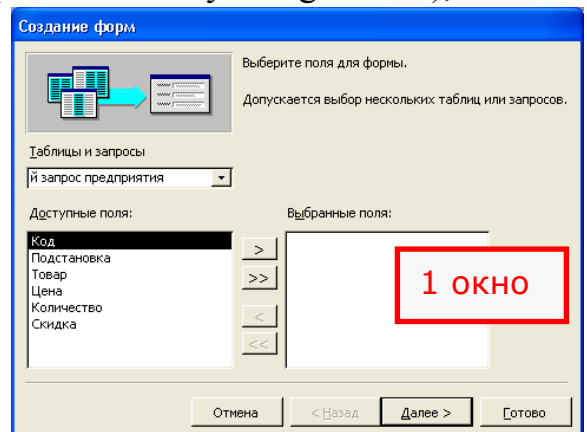 Создание форм
Выберите поля для формы.
Допускается выбор нескольких таблиц или запросов.
Таблицы и запросы
й запрос предприятия
Доступные поля:
Выбранные поля:
Код
Подстановка
Товар
Цена
Количество
Скидка
>
>>
<
<<
1 окно
Отмена
< Назад
Далее >
Готово